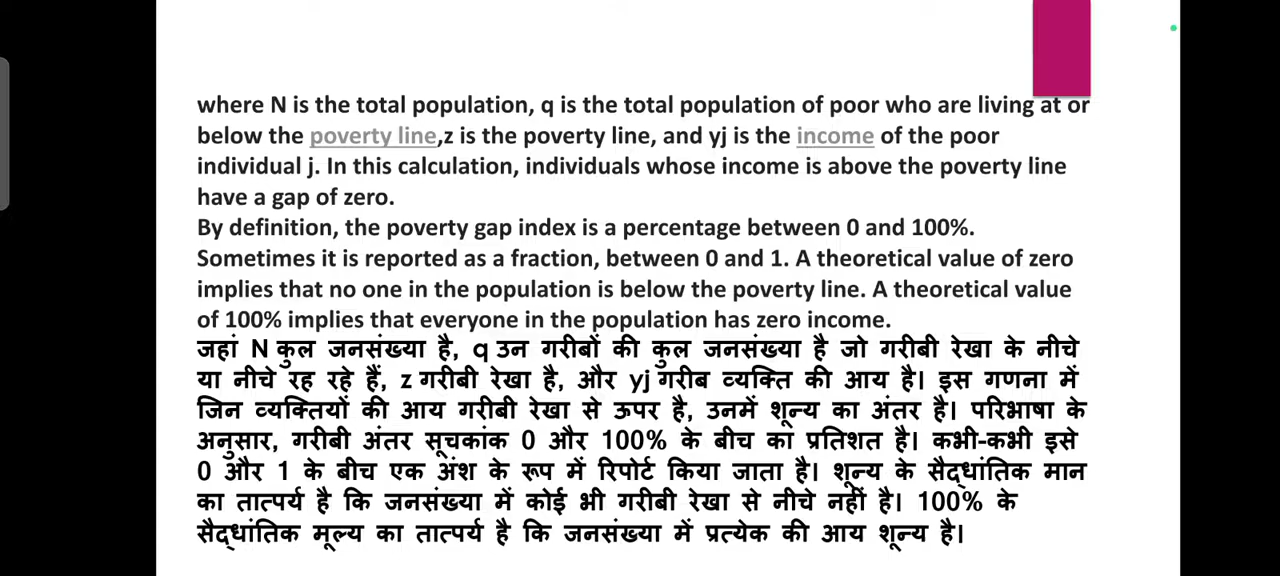 where N is the total population, q is the total population of poor who are living at or
below the poverty line,z is the poverty line, and yj is the income of the poor
individual j. In this calculation, individuals whose income is above the poverty line
have a gap of zero.
By definition, the poverty gap index is a percentage between 0 and 100%.
Sometimes it is reported as a fraction, between 0 and 1. A theoretical value of zero
implies that no one in the population is below the poverty line. A theoretical value
of 100% implies that everyone in the population has zero income.
जहां N कुल जनसंख्या है, q उन गरीबों की कुल जनसंख्या है जो गरीबी रेखा के नीचे
या नीचे रह रहे हैं, z गरीबी रेखा है, और yj गरीब व्यक्ति की आय है। इस गणना में
जिन व्यक्तियों की आय गरीबी रेखा से ऊपर है, उनमें शून्य का अंतर है। परिभाषा के
अनुसार, गरीबी अंतर सूचकांक 0 और 100% के बीच का प्रतिशत है। कभी-कभी इसे
0 और 1 के बीच एक अंश के रूप में रिपोर्ट किया जाता है। शून्य के सैद्धांतिक मान
का तात्पर्य है कि जनसंख्या में कोई भी गरीबी रेखा से नीचे नहीं है। 100% के
सैद्धांतिक मूल्य का तात्पर्य है कि जनसंख्या में प्रत्येक की आय शून्य है।